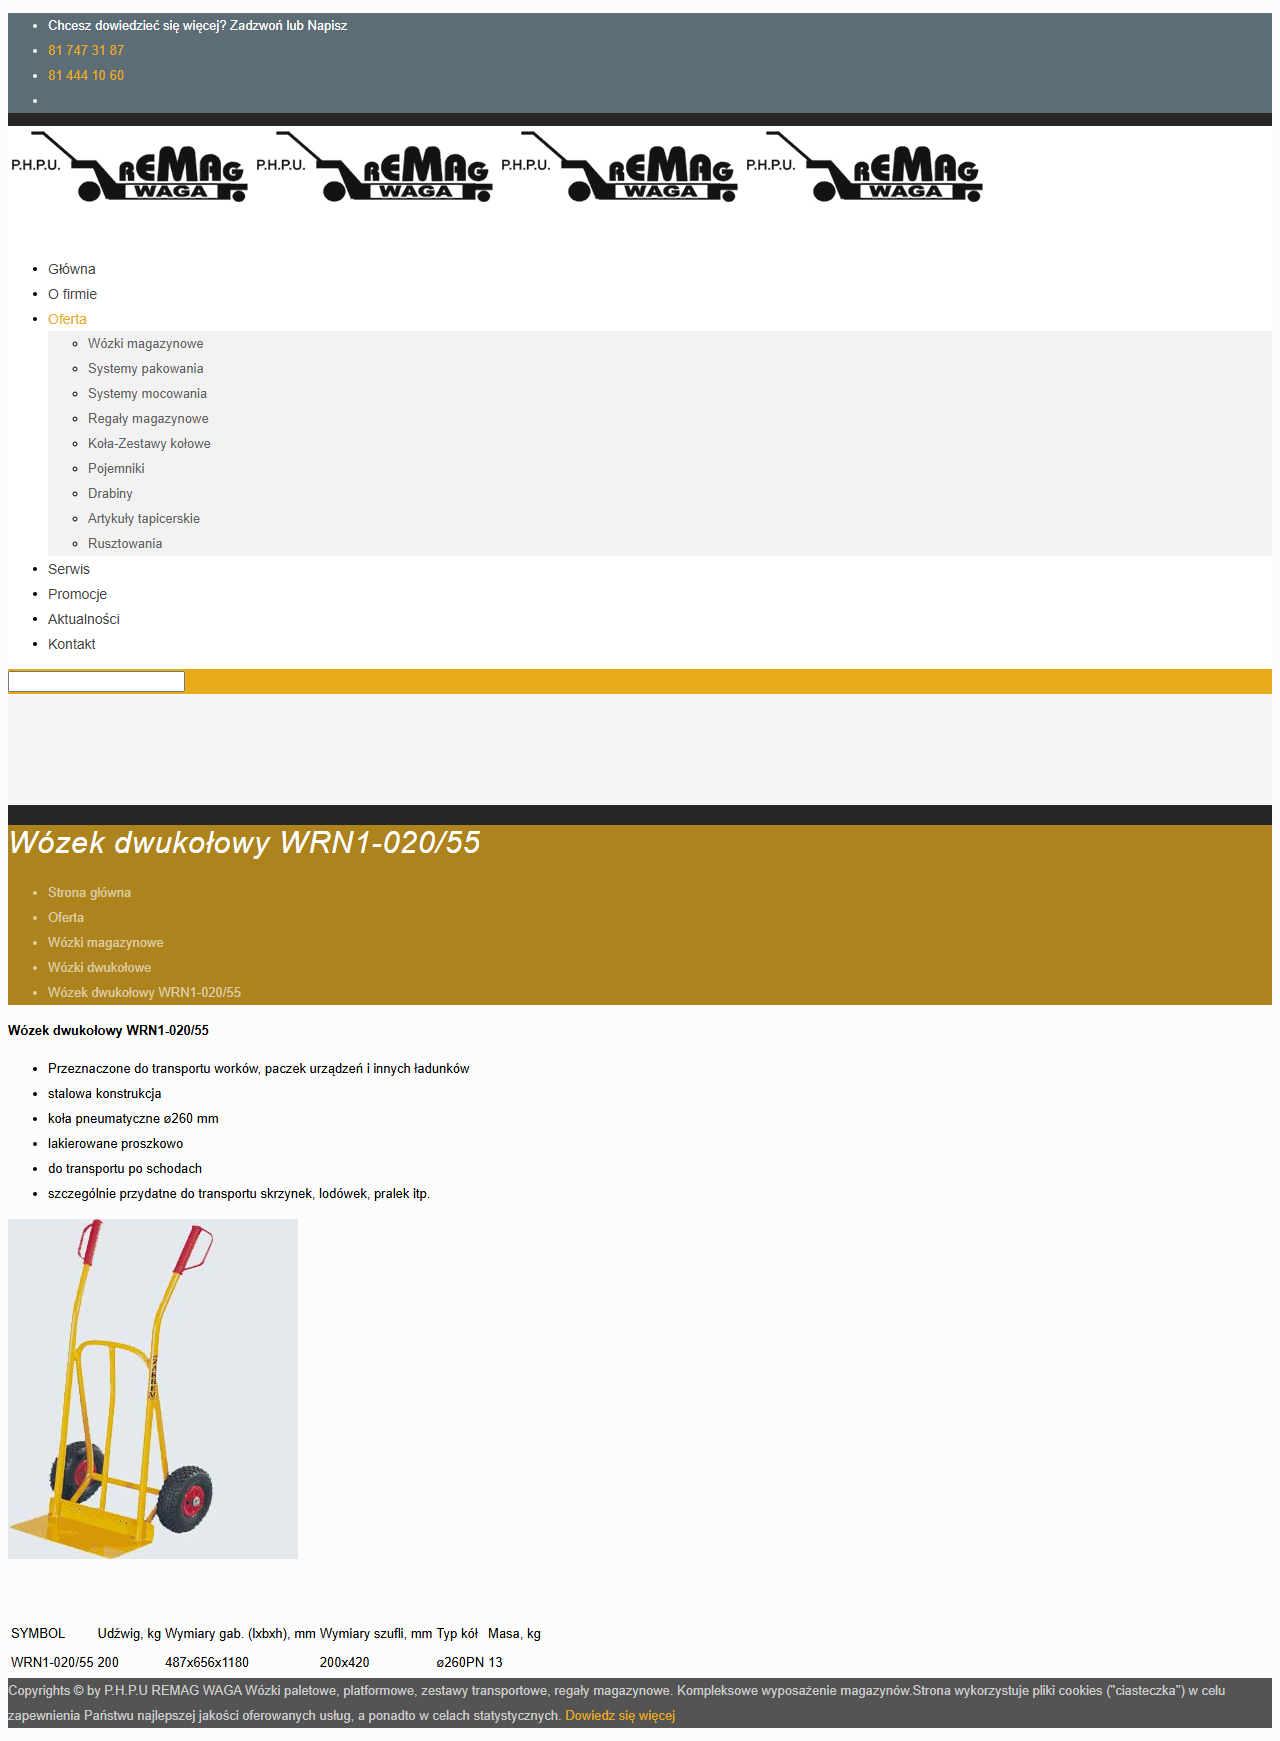 Chcesz dowiedzieć się więcej? Zadzwoń lub Napisz
81 747 31 87
81 444 10 60
P.H.P.U. REMAG WAGA P.H.P.U. REMAG WAGA P.H.P.U. REMAG WAGA P.H.P.U. REMAG WAGA
Główna
O firmie
Oferta
Wózki magazynowe
Systemy pakowania
Systemy mocowania
Regały magazynowe
Koła-Zestawy kołowe
Pojemniki
Drabiny
Artykuły tapicerskie
Rusztowania
Serwis
Promocje
Aktualności
Kontakt
Wózek dwukołowy WRN1-020/55
Strona główna
Oferta
Wózki magazynowe
Wózki dwukołowe
Wózek dwukołowy WRN1-020/55
Wózek dwukołowy WRN1-020/55
Przeznaczone do transportu worków, paczek urządzeń i innych ładunków
stalowa konstrukcja
koła pneumatyczne ø260 mm
lakierowane proszkowo
do transportu po schodach
szczególnie przydatne do transportu skrzynek, lodówek, pralek itp.
SYMBOL Udźwig, kg Wymiary gab. (lxbxh), mm Wymiary szufli, mm Typ kół Masa, kg
WRN1-020/55 200 487x656x1180 200x420 ø260PN 13
Copyrights © by P.H.P.U REMAG WAGA Wózki paletowe, platformowe, zestawy transportowe, regały magazynowe. Kompleksowe wyposażenie magazynów.Strona wykorzystuje pliki cookies ("ciasteczka") w celu
zapewnienia Państwu najlepszej jakości oferowanych usług, a ponadto w celach statystycznych. Dowiedz się więcej